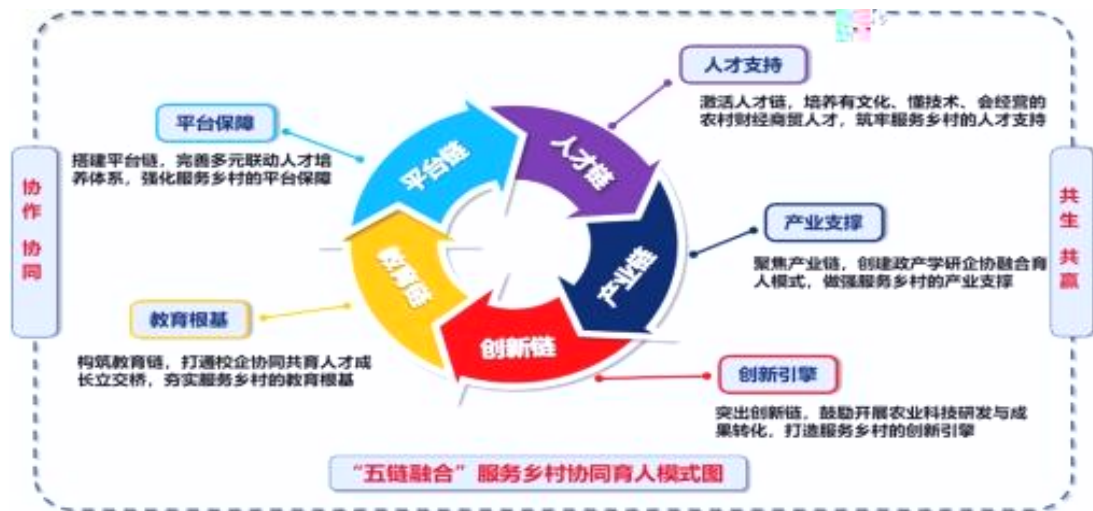 人才支持
激活人才链，培养有文化、懂技术、会经营的
农村财经商贸人才，筑牢服务乡村的人才支持
平台保障
搭建平台链，完善多元联动人才培
养体系，强化服务乡村的平台保障
平台链
人才链
产业链
创新链
教育链
协作 协同
共生 共赢
产业支撑
聚焦产业链，创建政产学研企协融合育
人模式，做强服务乡村的产业支撑
教育根基
构筑教育链，打通校企协同共育人才成
长立交桥，夯实服务乡村的教育根基
创新引擎
突出创新链，鼓励开展农业科技研发与成
果转化，打造服务乡村的创新引擎
“五链融合”服务乡村协同育人模式图